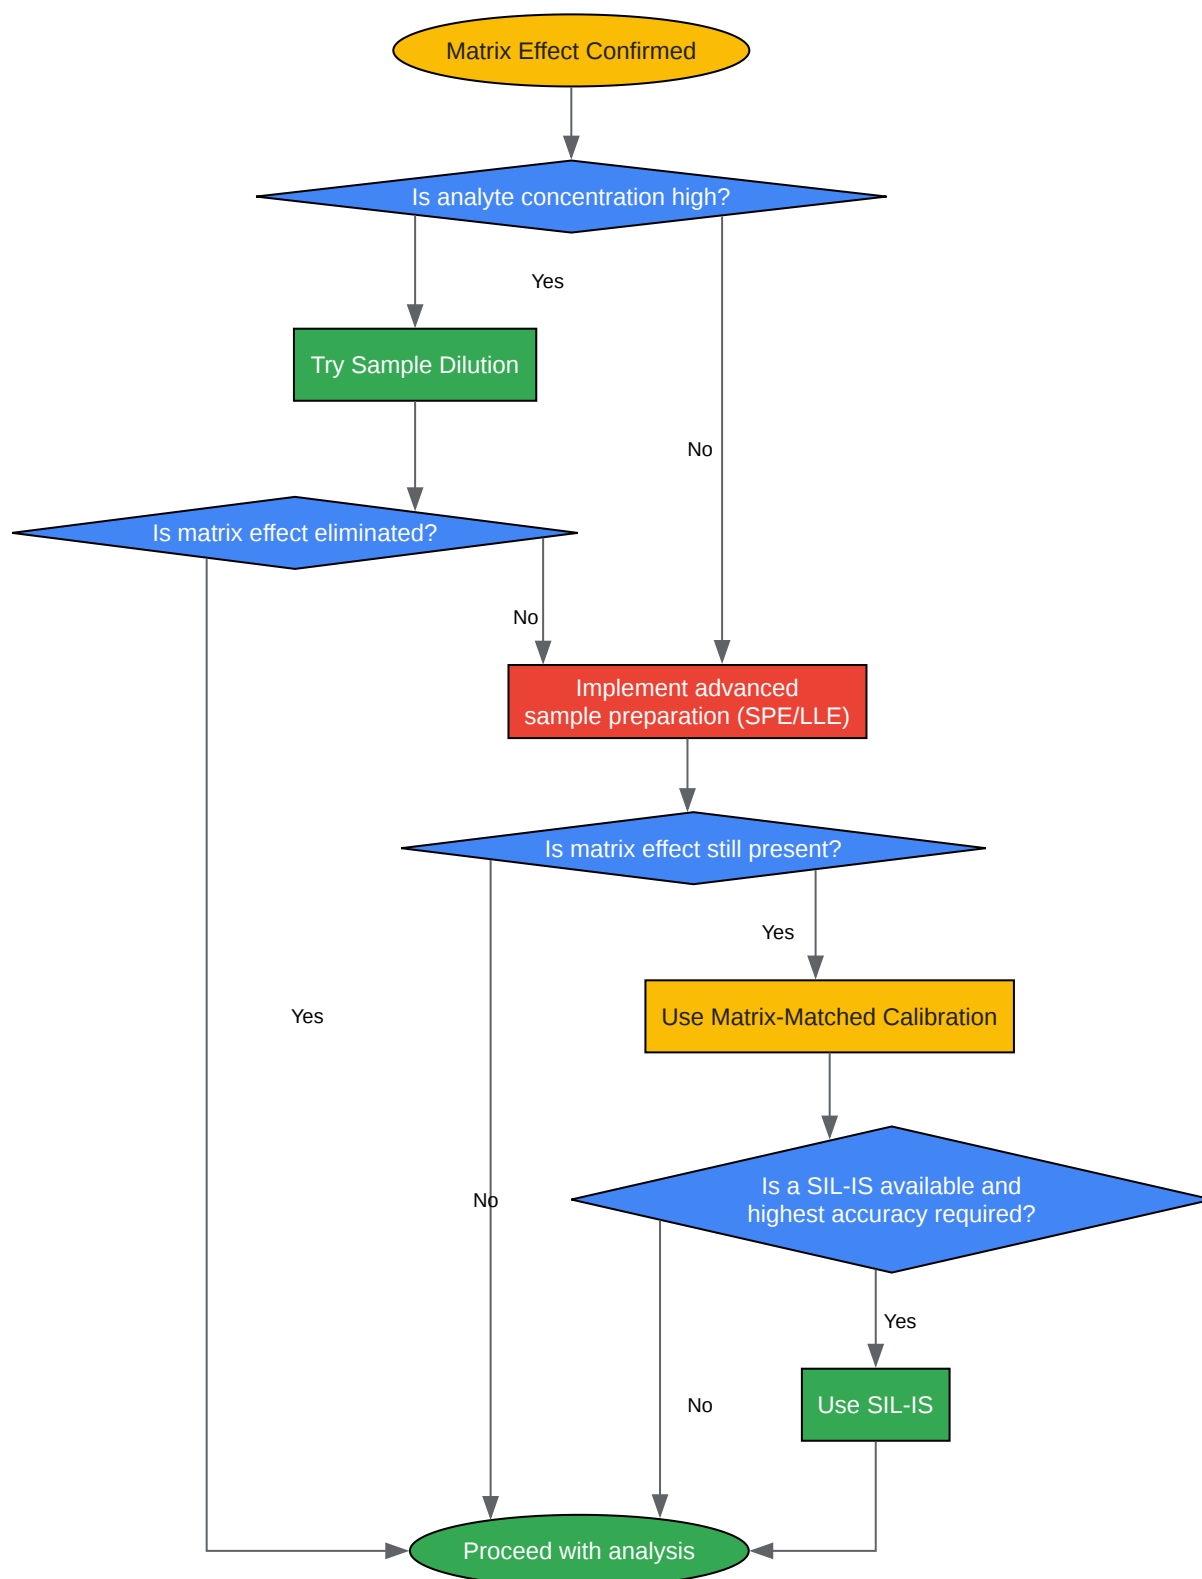 Matrix Effect Confirmed
Is analyte concentration high?
Yes
Try Sample Dilution
No
Is matrix effect eliminated?
No
Implement advanced
sample preparation (SPE/LLE)
Is matrix effect still present?
Yes
Yes
Use Matrix-Matched Calibration
Is a SIL-IS available and
highest accuracy required?
No
Yes
No
Use SIL-IS
Proceed with analysis